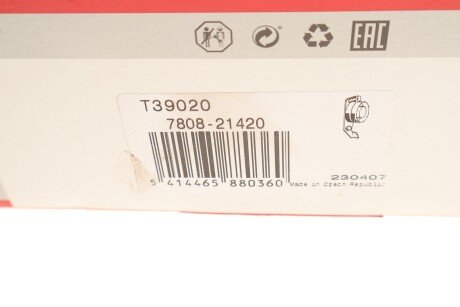 EAC
T39020
7808-21420
5 414465 880360
230407
Made in Czech Republic